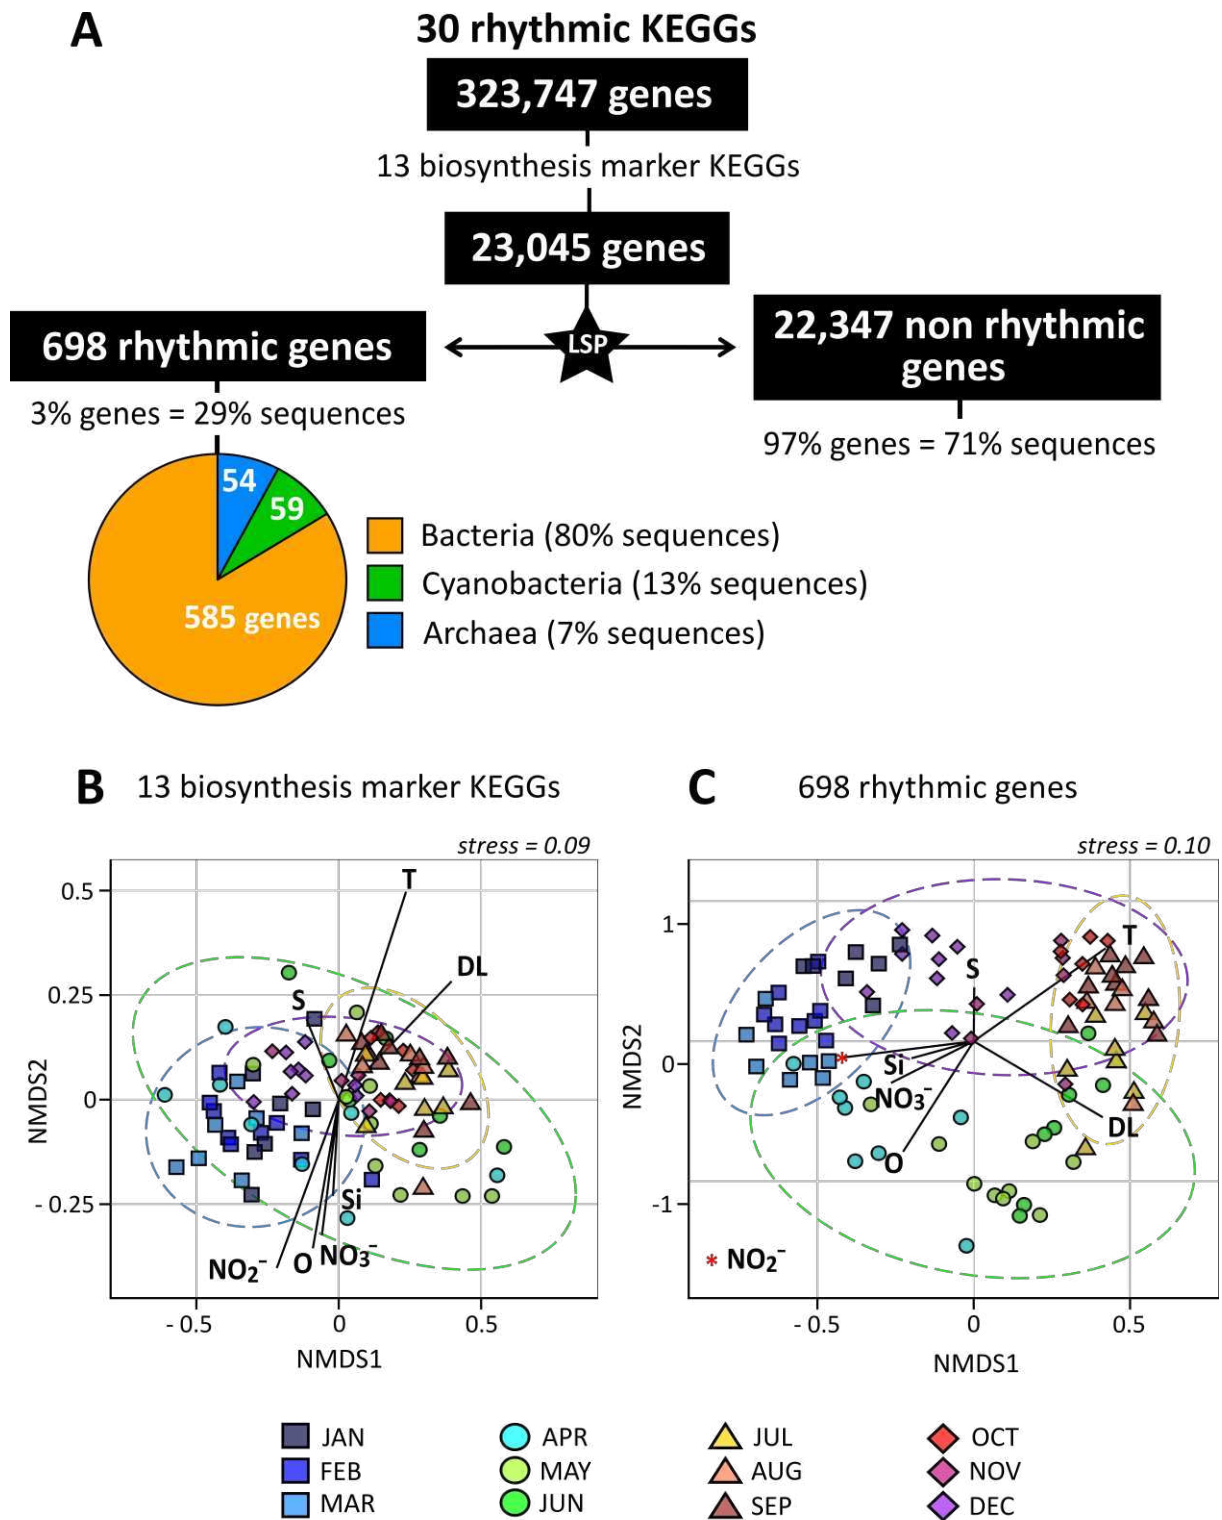 A
30 rhythmic KEGGs
323,747 genes
13 biosynthesis marker KEGGs
23,045 genes
698 rhythmic genes
LSP
22,347 non rhythmic
genes
3% genes = 29% sequences
97% genes = 71% sequences
54
59
585 genes
Bacteria (80% sequences)
Cyanobacteria (13% sequences)
Archaea (7% sequences)
B
13 biosynthesis marker KEGGs
stress = 0.09
0.5
0.25
0
- 0.25
NMDS2
T
DL
S
Si
NO₂⁻
O
NO₃⁻
- 0.5
0
0.5
NMDS1
C
698 rhythmic genes
stress = 0.10
1
0
-1
NMDS2
T
S
Si
NO₃⁻
DL
O
* NO₂⁻
- 0.5
0
0.5
NMDS1
JAN
FEB
MAR
APR
MAY
JUN
JUL
AUG
SEP
OCT
NOV
DEC